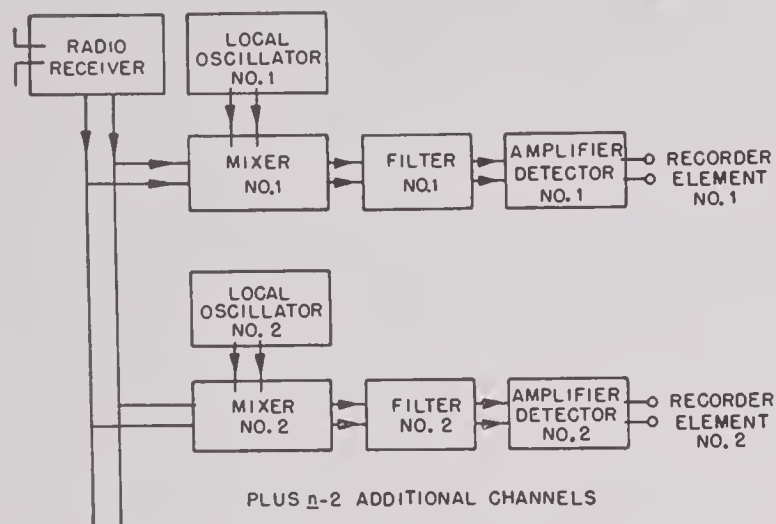 RADIO
RECEIVER
LOCAL
OSCILLATOR
NO.1
MIXER
NO.1
FILTER
NO.1
AMPLIFIER
DETECTOR
NO.1
RECORDER
ELEMENT
NO.1
LOCAL
OSCILLATOR
NO. 2
MIXER
NO.2
FILTER
NO.2
AMPLIFIER
DETECTOR
NO.2
RECORDER
ELEMENT
NO.2
PLUS n-2 ADDITIONAL CHANNELS